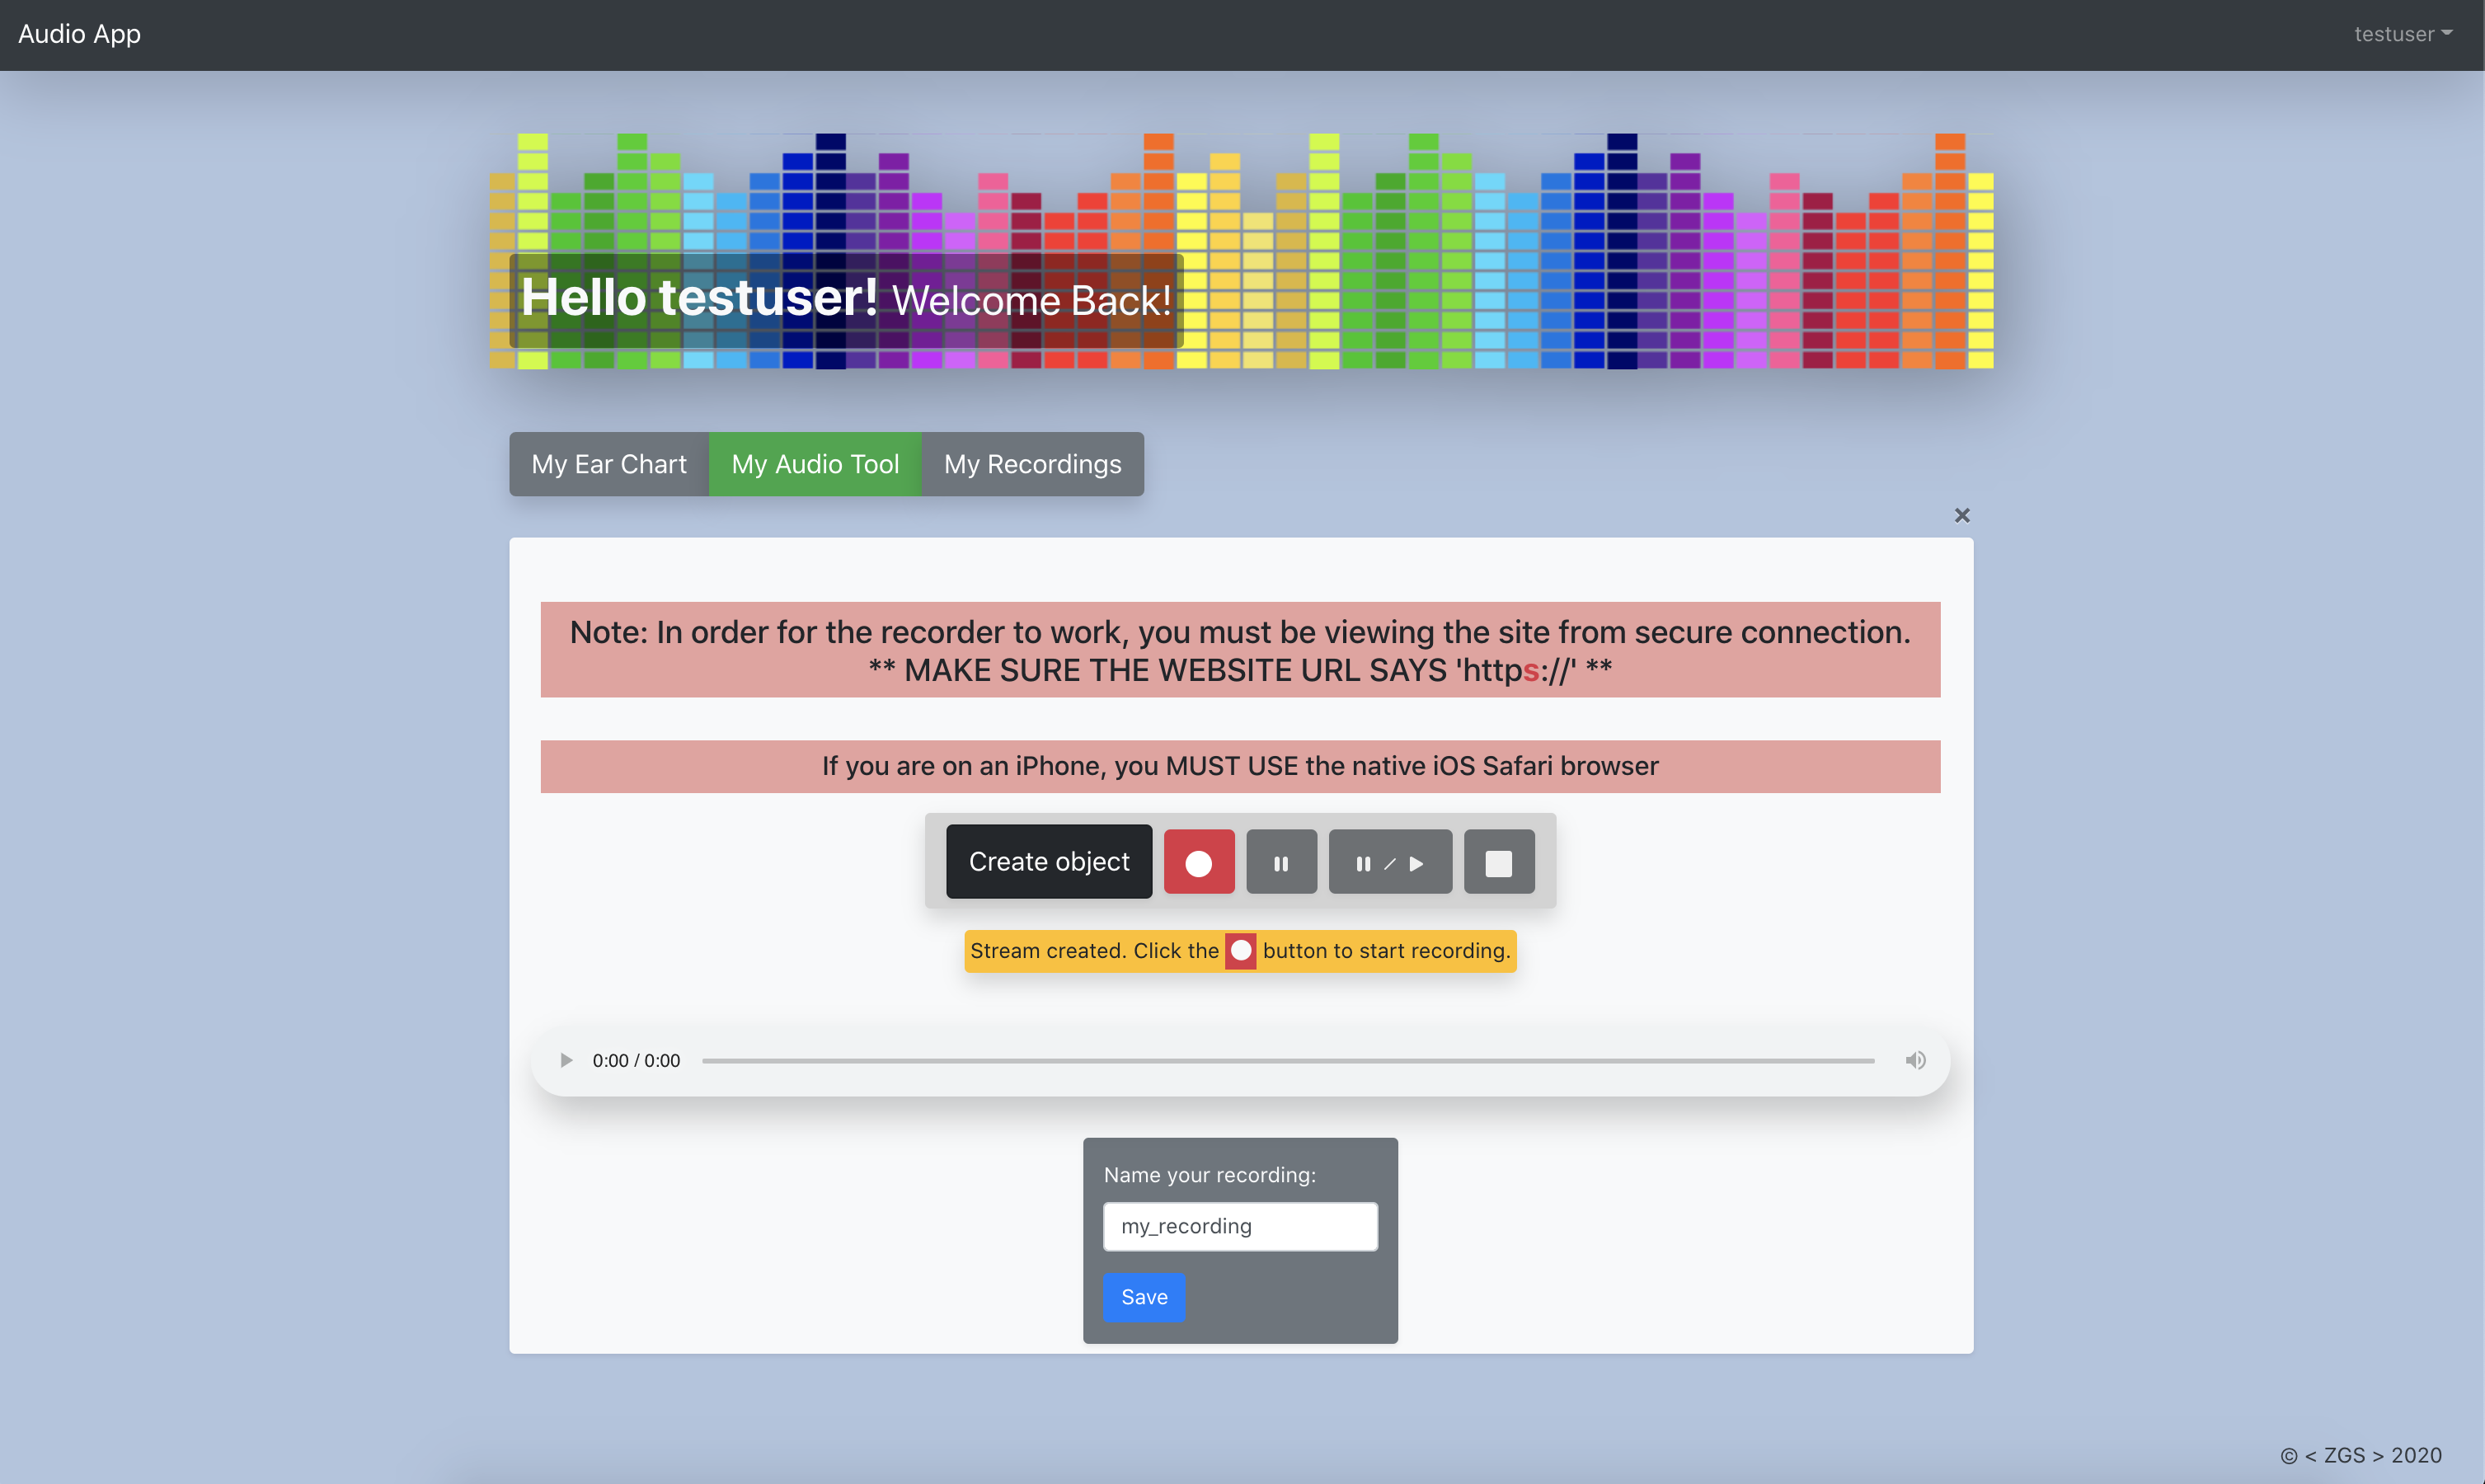 Audio App
testuser
Hello testuser! Welcome Back!
My Ear Chart
My Audio Tool
My Recordings
×
Note: In order for the recorder to work, you must be viewing the site from secure connection.
** MAKE SURE THE WEBSITE URL SAYS 'https://' **
If you are on an iPhone, you MUST USE the native iOS Safari browser
Create object
Stream created. Click the button to start recording.
0:00 / 0:00
Name your recording:
my_recording
Save
© < ZGS > 2020